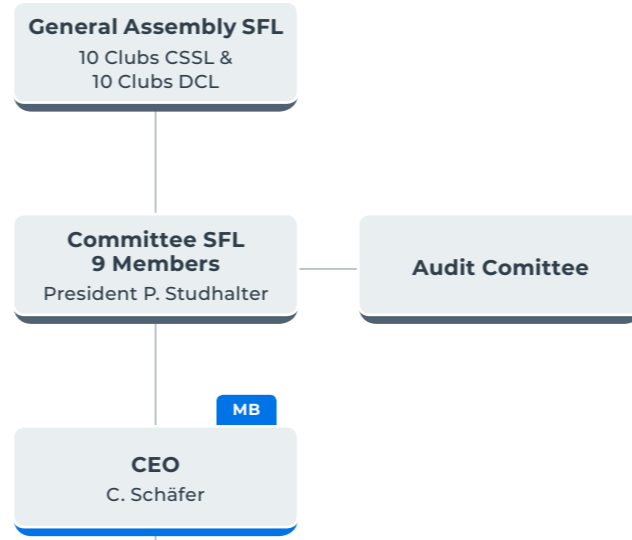 General Assembly SFL
10 Clubs CSSL &
10 Clubs DCL
Committee SFL
9 Members
President P. Studhalter
Audit Comittee
MB
CEO
C. Schäfer